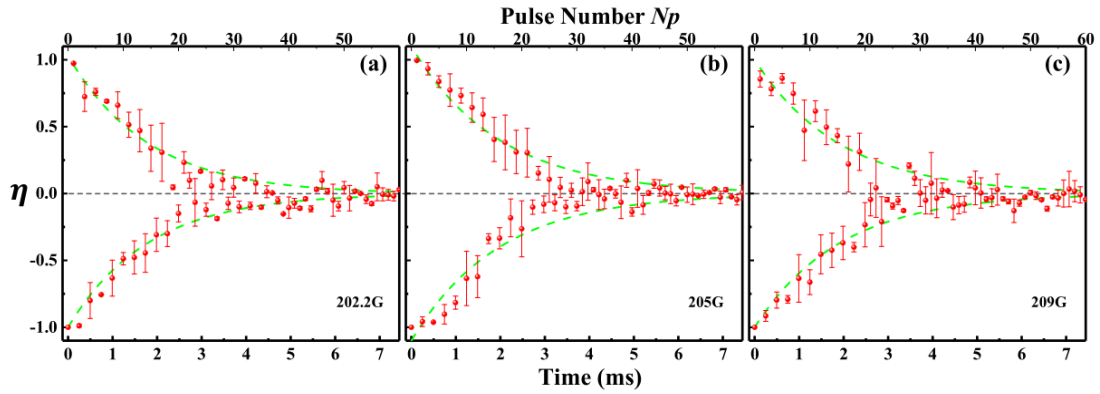 Pulse Number Np
0 10 20 30 40 50 0 10 20 30 40 50 0 10 20 30 40 50 60
(a) (b) (c)
1.0
0.5
η 0.0
-0.5
-1.0
202.2G 205G 209G
0 1 2 3 4 5 6 7 0 1 2 3 4 5 6 7 0 1 2 3 4 5 6 7
Time (ms)